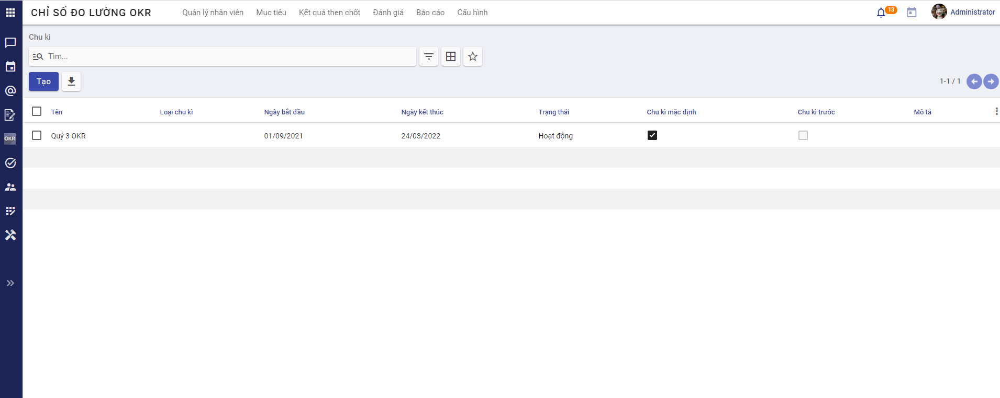 CHỈ SỐ ĐO LƯỜNG OKR Quản lý nhân viên Mục tiêu Kết quả then chốt Đánh giá Báo cáo Cấu hình 13 Administrator
Chu kì
Tìm...
Tạo 1-1 / 1
Tên Loại chu kì Ngày bắt đầu Ngày kết thúc Trạng thái Chu kì mặc định Chu kì trước Mô tả
Quý 3 OKR 01/09/2021 24/03/2022 Hoạt động
OKR